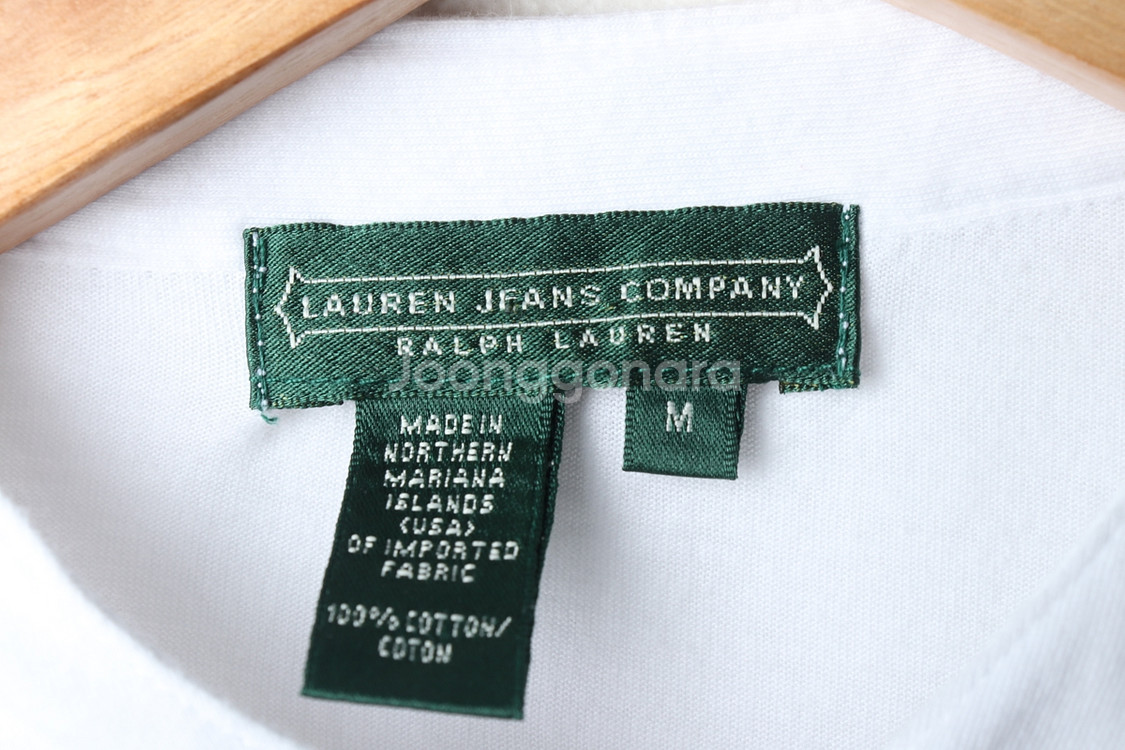 LAUREN JEANS COMPANY
RALPH LAUREN
Joonggonara
M
MADE IN
NORTHERN
MARIANA
ISLANDS
(USA)
OF IMPORTED
FABRIC
100% COTTON/
COTON